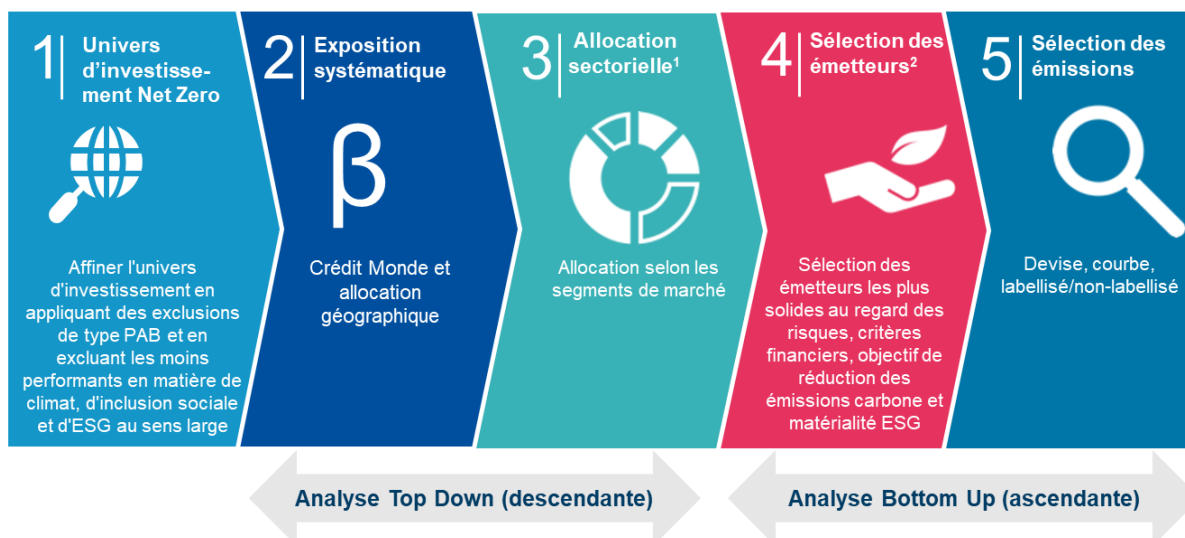 1
Univers
d'investisse-
ment Net Zero
Affiner l'univers
d'investissement en
appliquant des exclusions
de type PAB et en
excluant les moins
performants en matière de
climat, d'inclusion sociale
et d'ESG au sens large
2
Exposition
systématique
β
Crédit Monde et
allocation
géographique
3
Allocation
sectorielle¹
Allocation selon les
segments de marché
4
Sélection des
émetteurs²
Sélection des
émetteurs les plus
solides au regard des
risques, critères
financiers, objectif de
réduction des
émissions carbone et
matérialité ESG
5
Sélection des
émissions
Devise, courbe,
labellisé/non-labellisé
Analyse Top Down (descendante)
Analyse Bottom Up (ascendante)